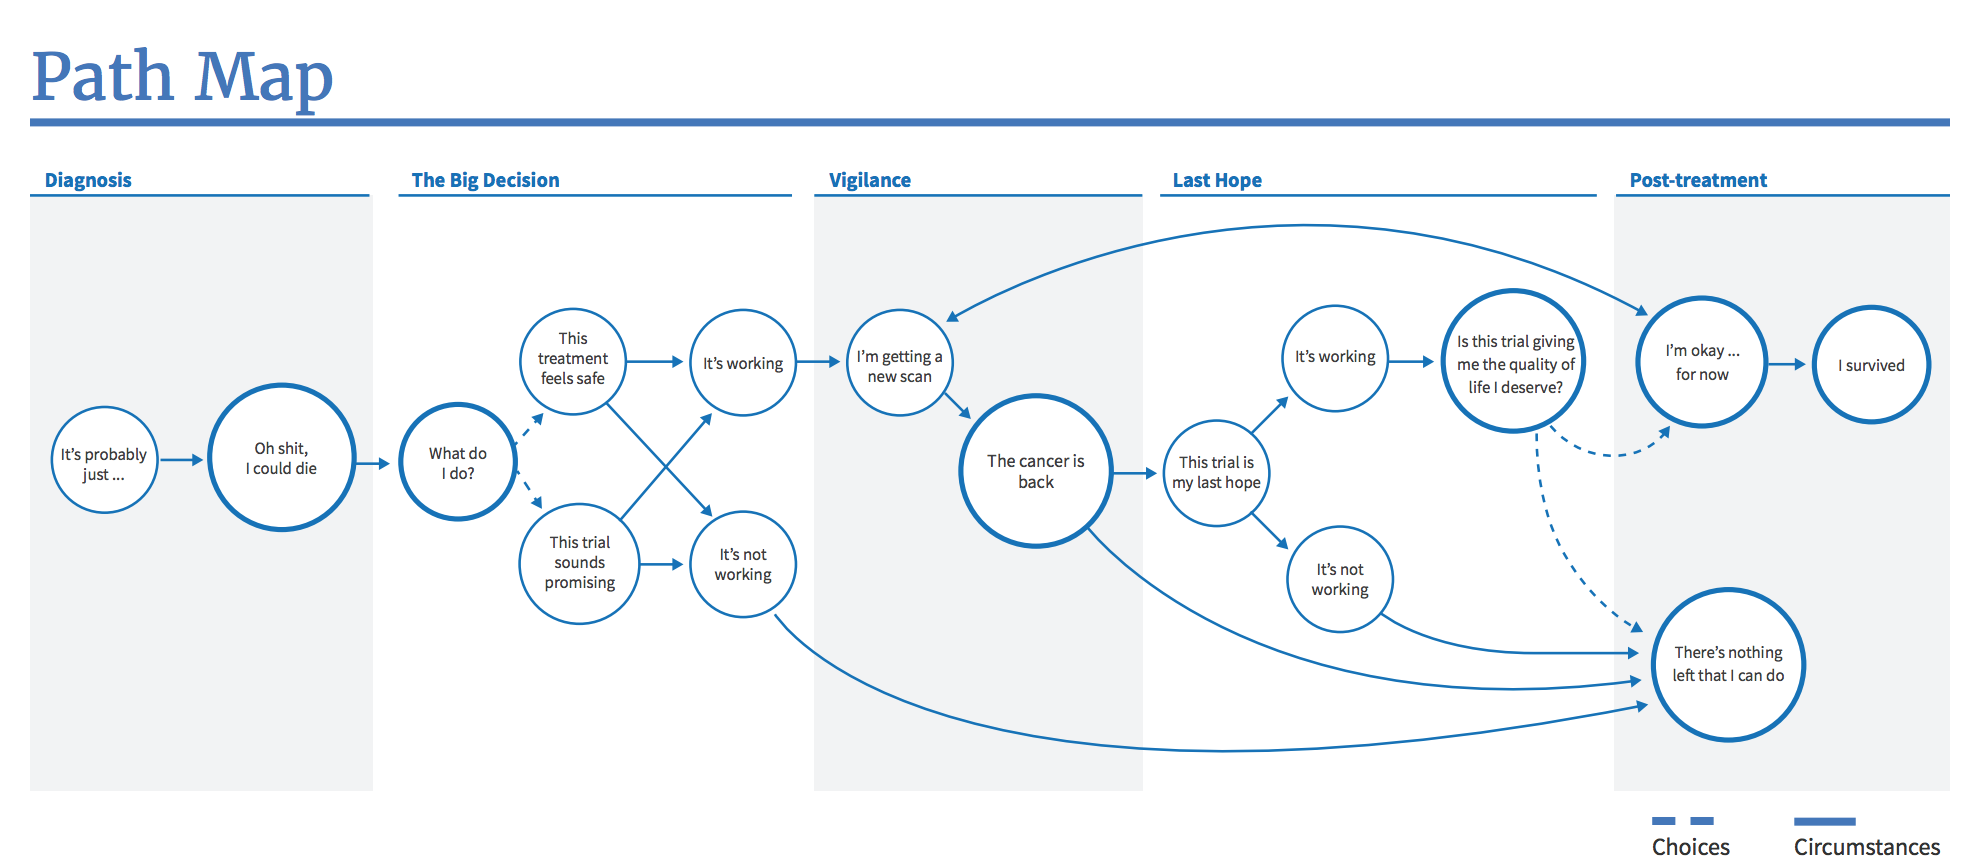 Path Map
Diagnosis
The Big Decision
Vigilance
Last Hope
Post-treatment
It's probably
just ...
Oh shit,
I could die
What do
I do?
This
treatment
feels safe
This trial
sounds
promising
It's working
It's not
working
I'm getting a
new scan
The cancer is
back
This trial is
my last hope
It's working
It's not
working
Is this trial giving
me the quality of
life I deserve?
I'm okay ...
for now
I survived
There's nothing
left that I can do
Choices
Circumstances